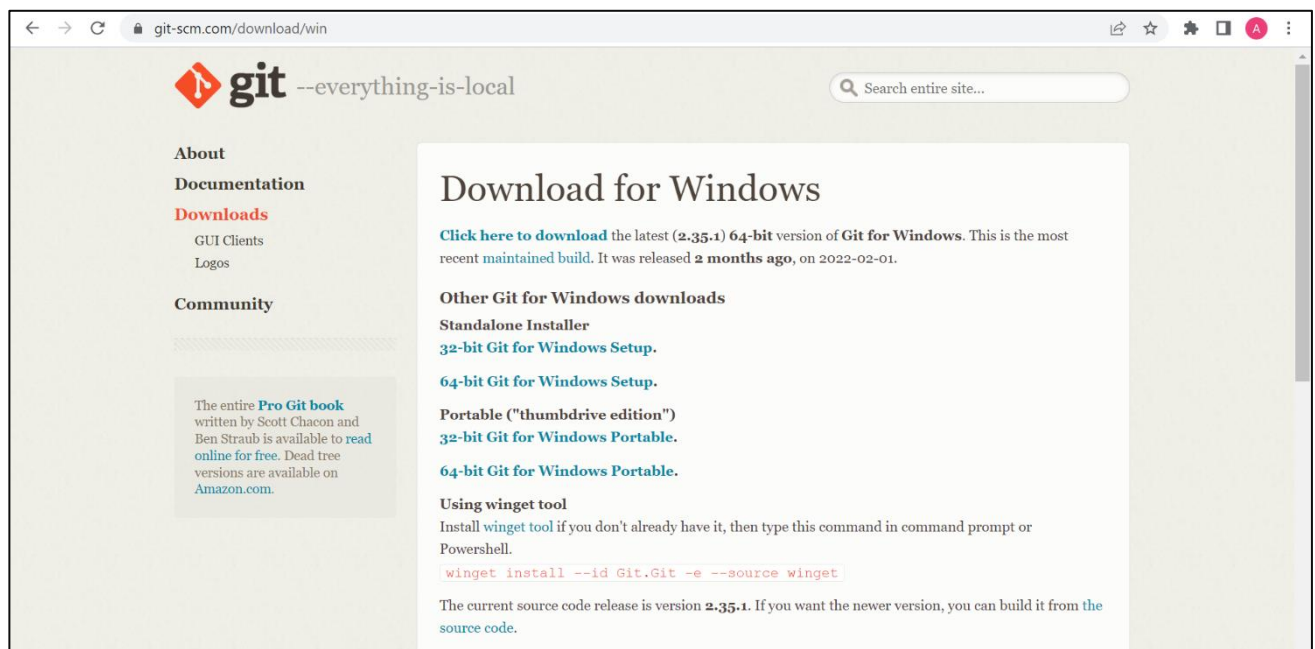 git-scm.com/download/win
A
git --everything-is-local
Search entire site...
About
Documentation
Downloads
GUI Clients
Logos
Community
The entire Pro Git book
written by Scott Chacon and
Ben Straub is available to read
online for free. Dead tree
versions are available on
Amazon.com.
Download for Windows
Click here to download the latest (2.35.1) 64-bit version of Git for Windows. This is the most
recent maintained build. It was released 2 months ago, on 2022-02-01.
Other Git for Windows downloads
Standalone Installer
32-bit Git for Windows Setup.
64-bit Git for Windows Setup.
Portable ("thumbdrive edition")
32-bit Git for Windows Portable.
64-bit Git for Windows Portable.
Using winget tool
Install winget tool if you don't already have it, then type this command in command prompt or
Powershell.
winget install --id Git.Git -e --source winget
The current source code release is version 2.35.1. If you want the newer version, you can build it from the
source code.